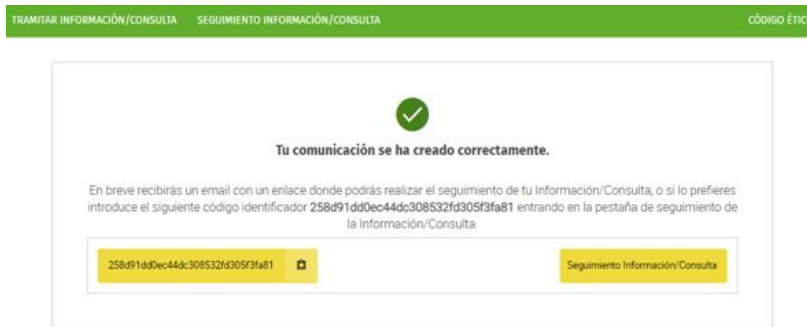 TRAMITAR INFORMACIÓN/CONSULTA SEGUIMIENTO INFORMACIÓN/CONSULTA CÓDIGO ÉTIC
Tu comunicación se ha creado correctamente.
En breve recibirás un email con un enlace donde podrás realizar el seguimiento de tu Información/Consulta, o si lo prefieres
introduce el siguiente código identificador 258d91dd0ec44dc308532fd305f3fa81 entrando en la pestaña de seguimiento de
la Información/Consulta.
258d91dd0ec44dc308532fd305f3fa81 Seguimiento Información/Consulta